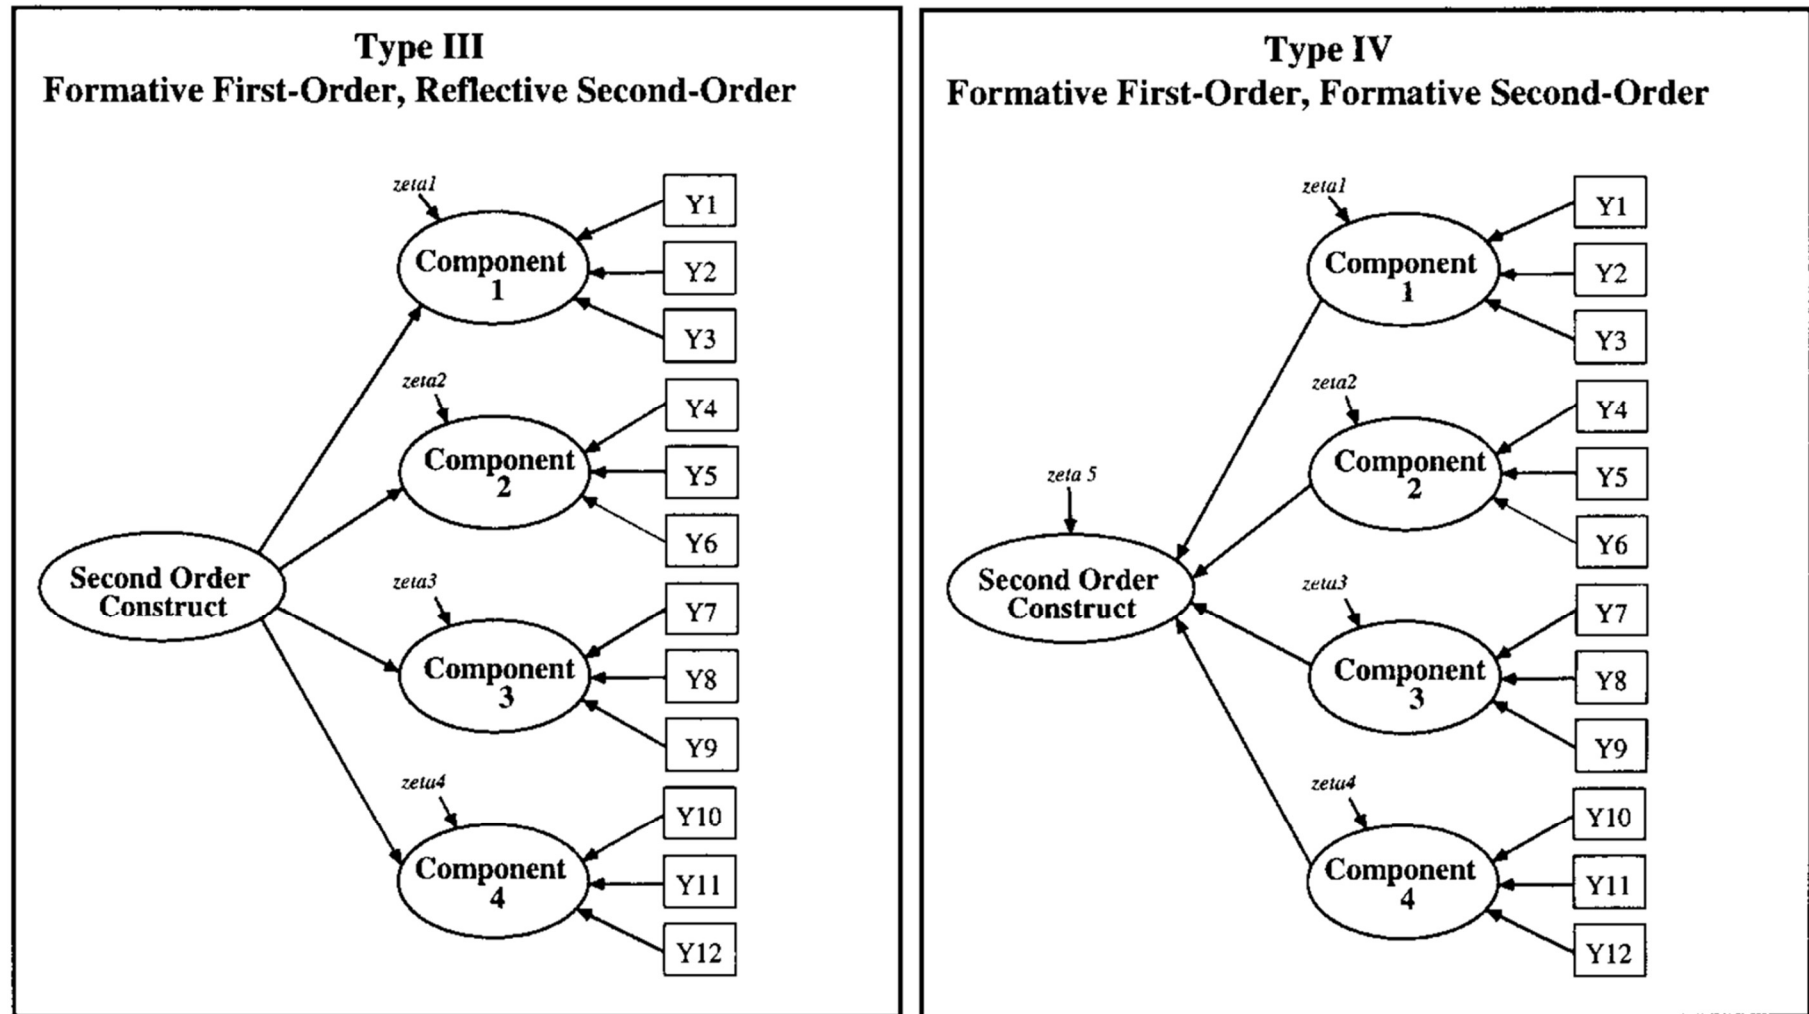 Type III
Formative First-Order, Reflective Second-Order
zeta1
Y1
Component
1
Y2
Y3
zeta2
Y4
Component
2
Y5
Y6
Second Order
Construct
zeta3
Y7
Component
3
Y8
Y9
zeta4
Y10
Component
4
Y11
Y12
Type IV
Formative First-Order, Formative Second-Order
zeta1
Y1
Component
1
Y2
Y3
zeta2
Y4
Component
2
Y5
Y6
zeta 5
Second Order
Construct
zeta3
Y7
Component
3
Y8
Y9
zeta4
Y10
Component
4
Y11
Y12